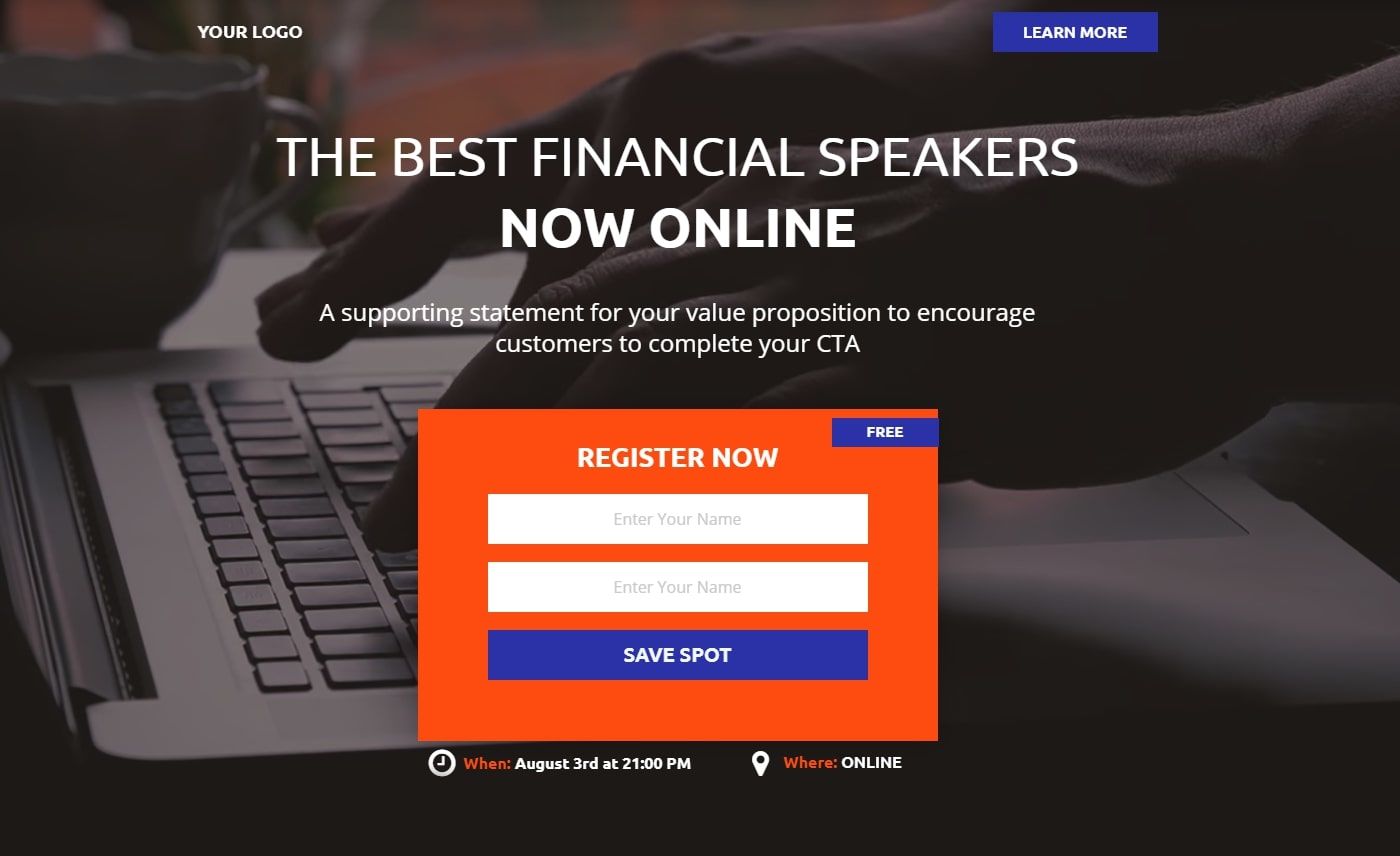 YOUR LOGO
LEARN MORE
THE BEST FINANCIAL SPEAKERS
NOW ONLINE
A supporting statement for your value proposition to encourage
customers to complete your CTA
FREE
REGISTER NOW
Enter Your Name
Enter Your Name
SAVE SPOT
When: August 3rd at 21:00 PM
Where: ONLINE